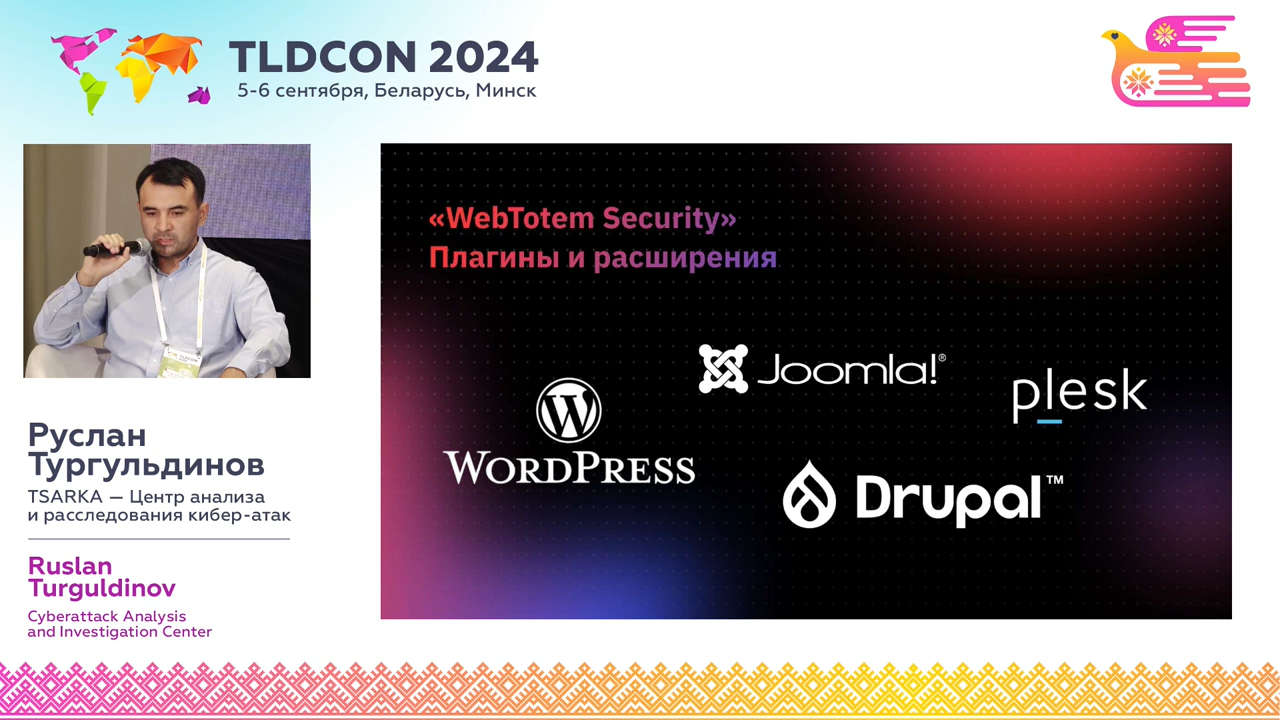 TLDCON 2024
5-6 сентября, Беларусь, Минск
«WebTotem Security»
Плагины и расширения
Joomla!®
plesk
WORDPRESS
Drupal™
TLDCON
Руслан
Тургульдинов
TSARKA — Центр анализа
и расследования кибер-атак
Ruslan
Turguldinov
Cyberattack Analysis
and Investigation Center